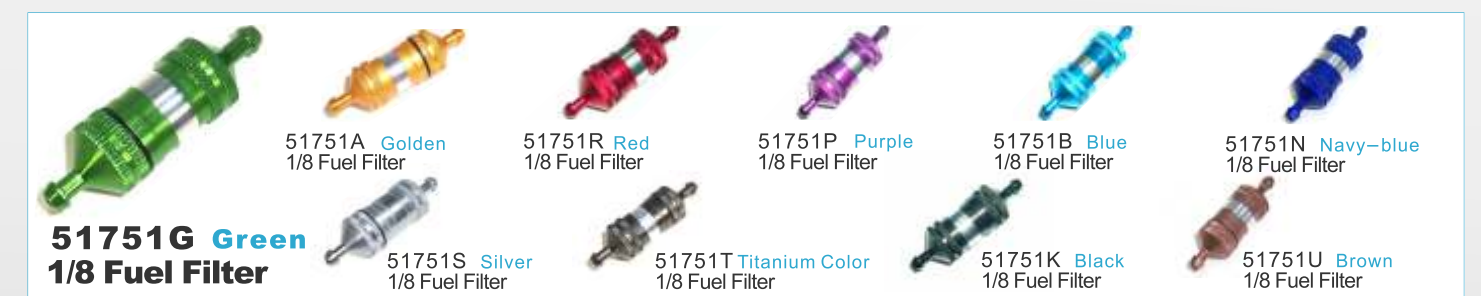 51751A Golden
1/8 Fuel Filter
51751R Red
1/8 Fuel Filter
51751P Purple
1/8 Fuel Filter
51751B Blue
1/8 Fuel Filter
51751N Navy-blue
1/8 Fuel Filter
51751G Green
1/8 Fuel Filter
51751S Silver
1/8 Fuel Filter
51751T Titanium Color
1/8 Fuel Filter
51751K Black
1/8 Fuel Filter
51751U Brown
1/8 Fuel Filter